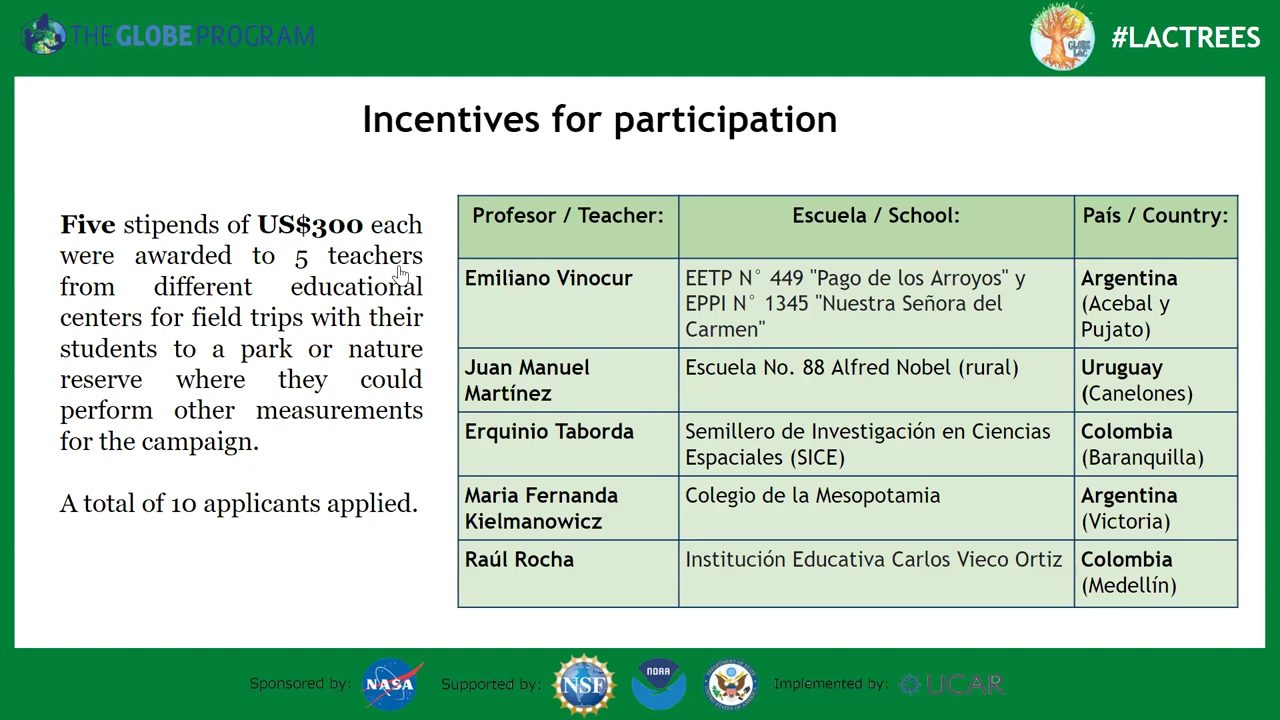 THE GLOBE PROGRAM
GLOBE
LAC
#LACTREES
Incentives for participation
Five stipends of US$300 each
were awarded to 5 teachers
from different educational
centers for field trips with their
students to a park or nature
reserve where they could
perform other measurements
for the campaign.
A total of 10 applicants applied.
Profesor / Teacher:
Escuela / School:
País / Country:
Emiliano Vinocur
EETP N° 449 "Pago de los Arroyos" y
EPPI N° 1345 "Nuestra Señora del
Carmen"
Argentina
(Acebal y
Pujato)
Juan Manuel
Martínez
Escuela No. 88 Alfred Nobel (rural)
Uruguay
(Canelones)
Erquinio Taborda
Semillero de Investigación en Ciencias
Espaciales (SICE)
Colombia
(Baranquilla)
Maria Fernanda
Kielmanowicz
Colegio de la Mesopotamia
Argentina
(Victoria)
Raúl Rocha
Institución Educativa Carlos Vieco Ortiz
Colombia
(Medellín)
Sponsored by:
NASA
Supported by:
NSF
NOAA
Implemented by:
UCAR